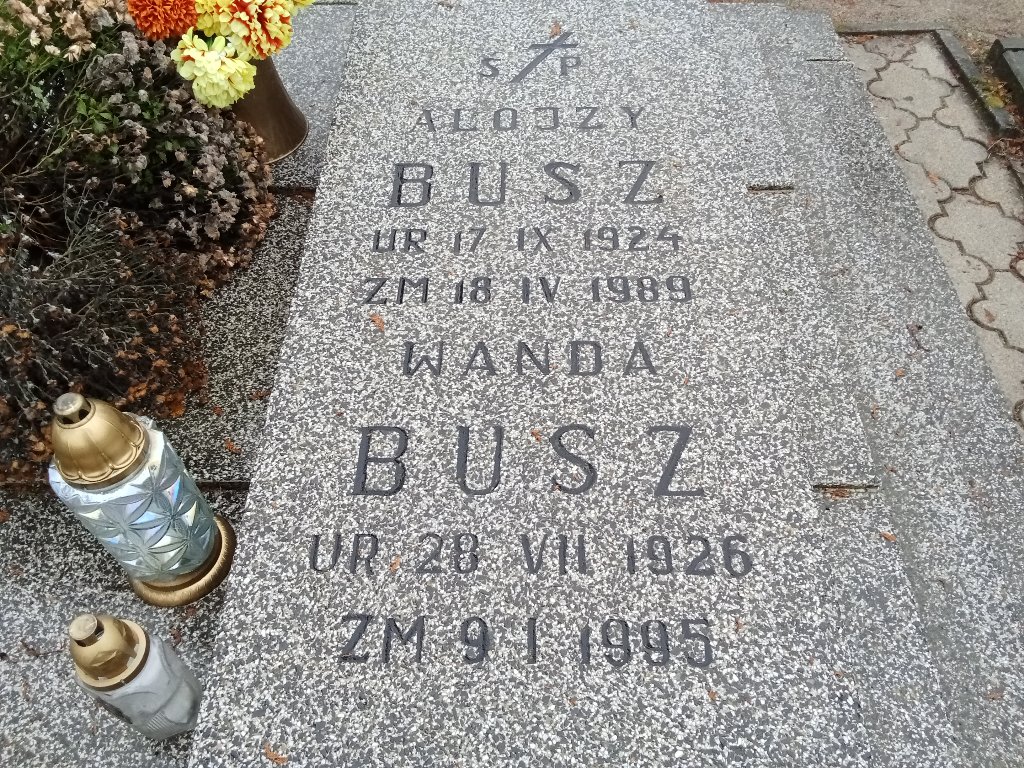 S P
ALOJZY
BUSZ
UR 17 IX 1924
ZM 18 IV 1989
WANDA
BUSZ
UR 28 VII 1926
ZM 9 I 1995